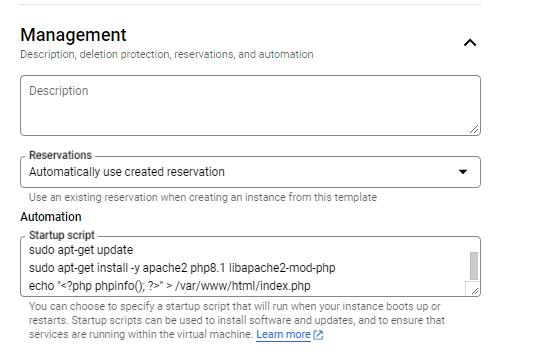 Management
Description, deletion protection, reservations, and automation
Description
Reservations
Automatically use created reservation
Use an existing reservation when creating an instance from this template
Automation
Startup script
sudo apt-get update
sudo apt-get install -y apache2 php8.1 libapache2-mod-php
echo "<?php phpinfo(); ?>" > /var/www/html/index.php
You can choose to specify a startup script that will run when your instance boots up or
restarts. Startup scripts can be used to install software and updates, and to ensure that
services are running within the virtual machine. Learn more